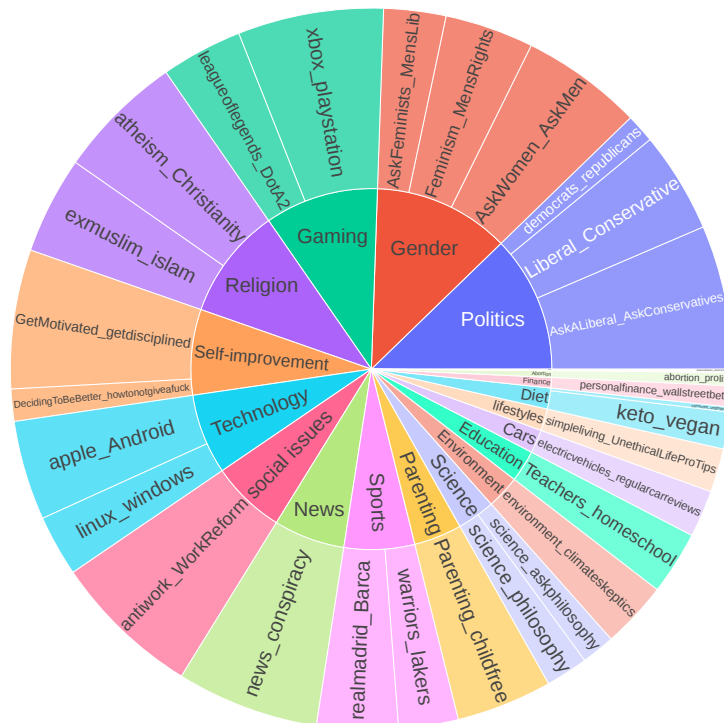 Politics
AskALiberal_AskConservatives
Liberal_Conservative
democrats_republicans
Gender
AskWomen_AskMen
Feminism_MensRights
AskFeminists_MensLib
Gaming
xbox_playstation
leagueoflegends_DotA2
Religion
atheism_Christianity
exmuslim_islam
Self-improvement
GetMotivated_getdisciplined
DecidingToBeBetter_howtonotgiveafuck
Technology
apple_Android
linux_windows
social issues
antiwork_WorkReform
News
news_conspiracy
Sports
realmadrid_Barca
warriors_lakers
Parenting
Parenting_childfree
Science
science_philosophy
science_askphilosophy
Environment
environment_climateskeptics
Education
Teachers_homeschool
Cars
electricvehicles_regularcarreviews
lifestyles
simpleliving_UnethicalLifeProTips
Diet
keto_vegan
Finance
personalfinance_wallstreetbets
Abortion
abortion_prolife